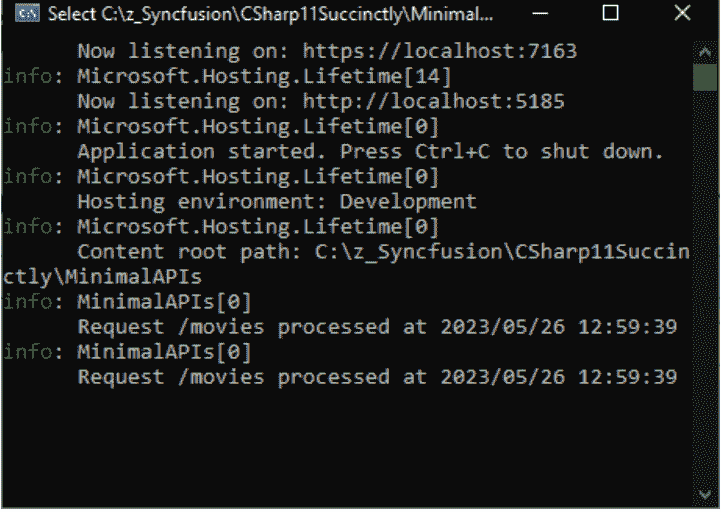 Select C:\z_Syncfusion\CSharp11Succinctly\Minimal...
Now listening on: https://localhost:7163
info: Microsoft.Hosting.Lifetime[14]
Now listening on: http://localhost:5185
info: Microsoft.Hosting.Lifetime[0]
Application started. Press Ctrl+C to shut down.
info: Microsoft.Hosting.Lifetime[0]
Hosting environment: Development
info: Microsoft.Hosting.Lifetime[0]
Content root path: C:\z_Syncfusion\CSharp11Succin
ctly\MinimalAPIs
info: MinimalAPIs[0]
Request /movies processed at 2023/05/26 12:59:39
info: MinimalAPIs[0]
Request /movies processed at 2023/05/26 12:59:39